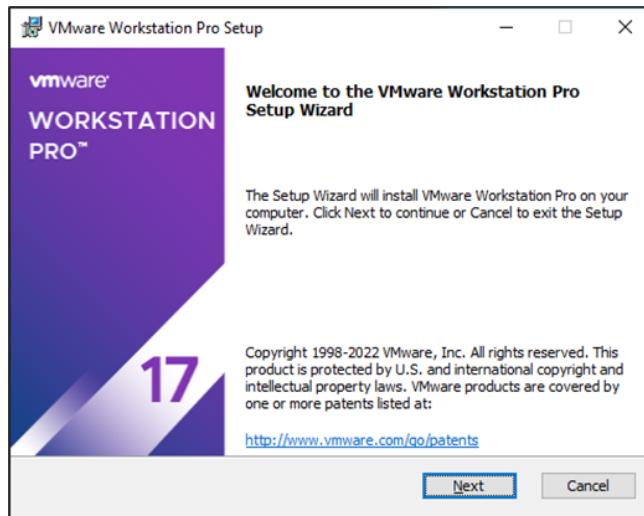 VMware Workstation Pro Setup
vmware®
WORKSTATION
PRO™
17
Welcome to the VMware Workstation Pro
Setup Wizard
The Setup Wizard will install VMware Workstation Pro on your
computer. Click Next to continue or Cancel to exit the Setup
Wizard.
Copyright 1998-2022 VMware, Inc. All rights reserved. This
product is protected by U.S. and international copyright and
intellectual property laws. VMware products are covered by
one or more patents listed at:
http://www.vmware.com/go/patents
Next
Cancel